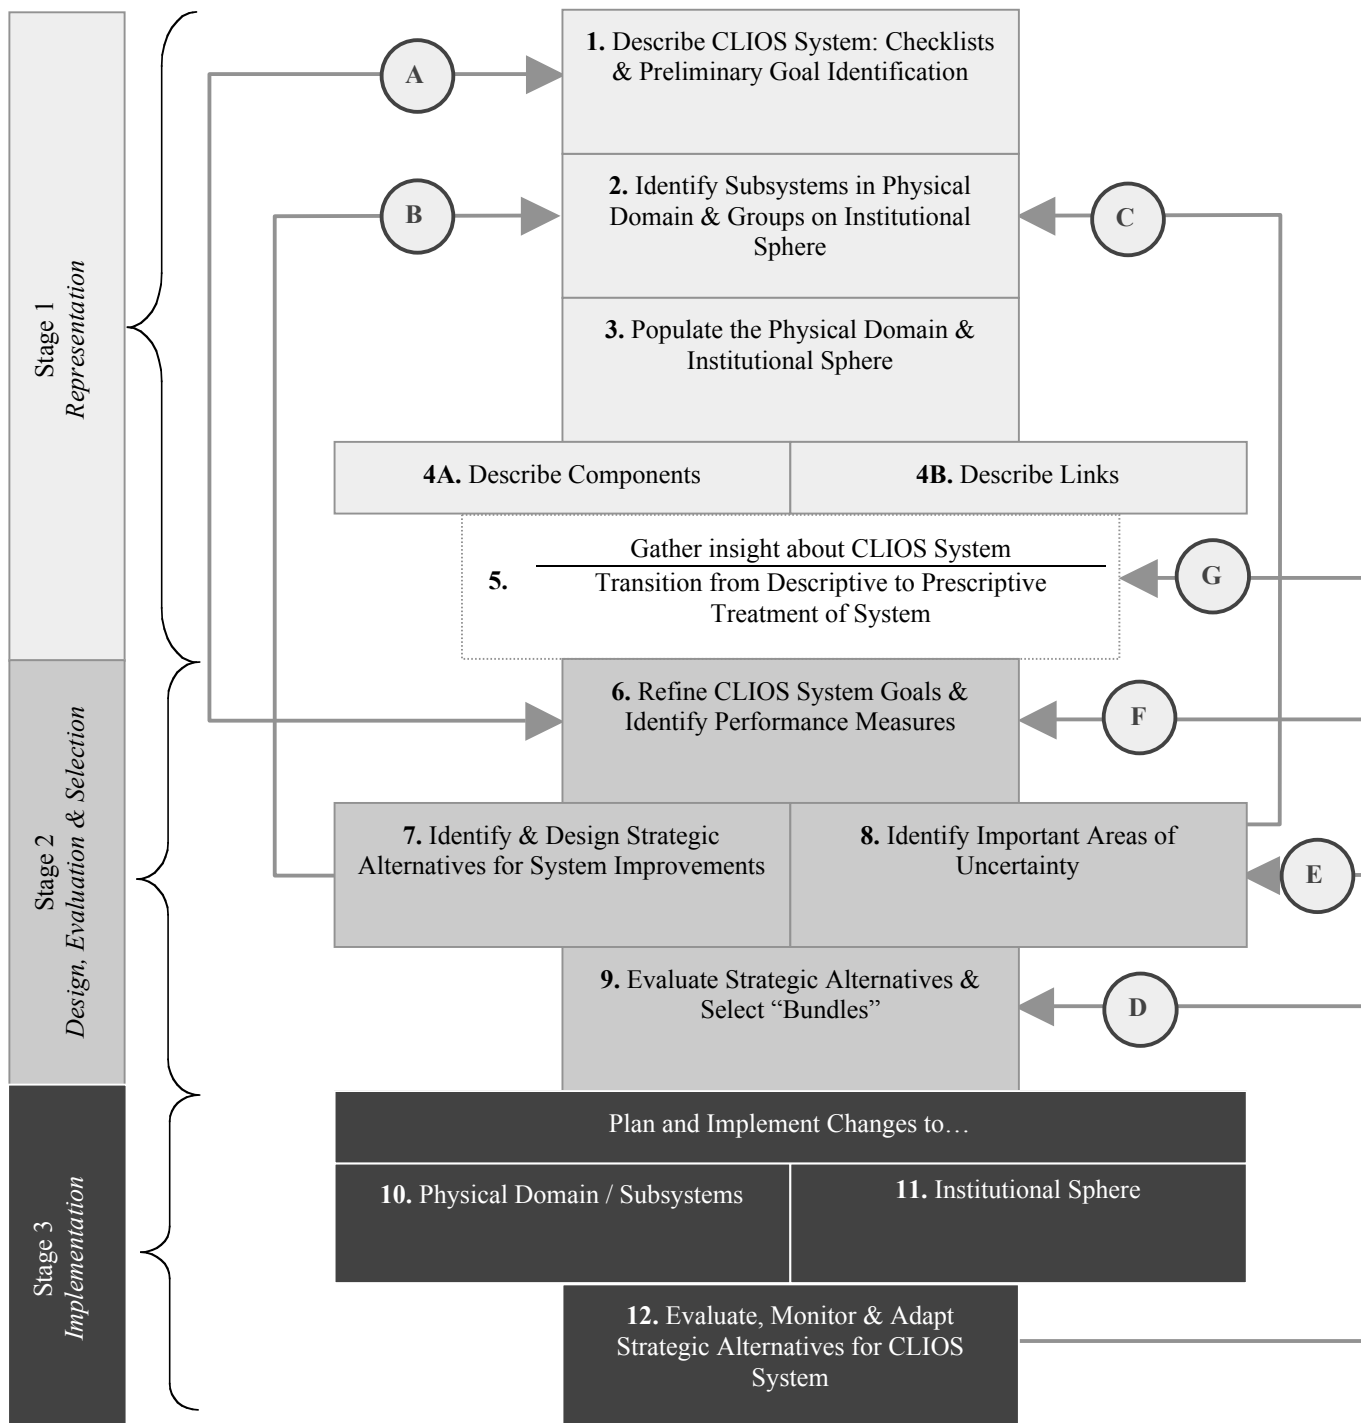 Stage 1
Representation
A
1. Describe CLIOS System: Checklists
& Preliminary Goal Identification
B
2. Identify Subsystems in Physical
Domain & Groups on Institutional
Sphere
C
3. Populate the Physical Domain &
Institutional Sphere
4A. Describe Components
4B. Describe Links
5.
Gather insight about CLIOS System
Transition from Descriptive to Prescriptive
Treatment of System
G
Stage 2
Design, Evaluation & Selection
6. Refine CLIOS System Goals &
Identify Performance Measures
F
7. Identify & Design Strategic
Alternatives for System Improvements
8. Identify Important Areas of
Uncertainty
E
9. Evaluate Strategic Alternatives &
Select “Bundles”
D
Stage 3
Implementation
Plan and Implement Changes to…
10. Physical Domain / Subsystems
11. Institutional Sphere
12. Evaluate, Monitor & Adapt
Strategic Alternatives for CLIOS
System